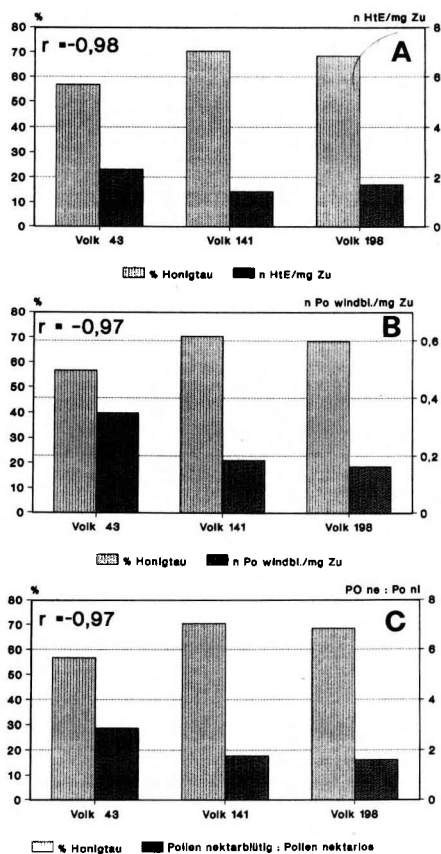 % n HtE/mg Zu
80 8
r =-0,98 A
70
60 6
50
40 4
30
20 2
10
0 0
Volk 43 Volk 141 Volk 198
% Honigtau n HtE/mg Zu
% n Po windbl./mg Zu
80
r = -0,97 B
70
0,6
60
50
0,4
40
30
0,2
20
10
0 0
Volk 43 Volk 141 Volk 198
% Honigtau n Po windbl./mg Zu
% PO ne : Po nl
80 8
r =-0,97 C
70
60 6
50
40 4
30
20 2
10
0 0
Volk 43 Volk 141 Volk 198
% Honigtau Pollen nektarblütig : Pollen nektarlos